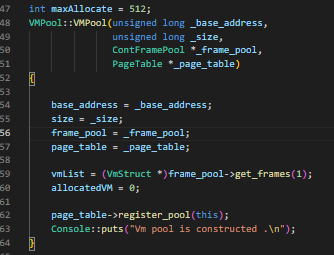 47 int maxAllocate = 512;
48 VMPool::VMPool(unsigned long _base_address,
49 unsigned long _size,
50 ContFramePool *_frame_pool,
51 PageTable *_page_table)
52 {
53
54 base_address = _base_address;
55 size = _size;
56 frame_pool = _frame_pool;
57 page_table = _page_table;
58
59 vmList = (VmStruct *)frame_pool->get_frames(1);
60 allocatedVM = 0;
61
62 page_table->register_pool(this);
63 Console::puts("Vm pool is constructed .\n");
64 }